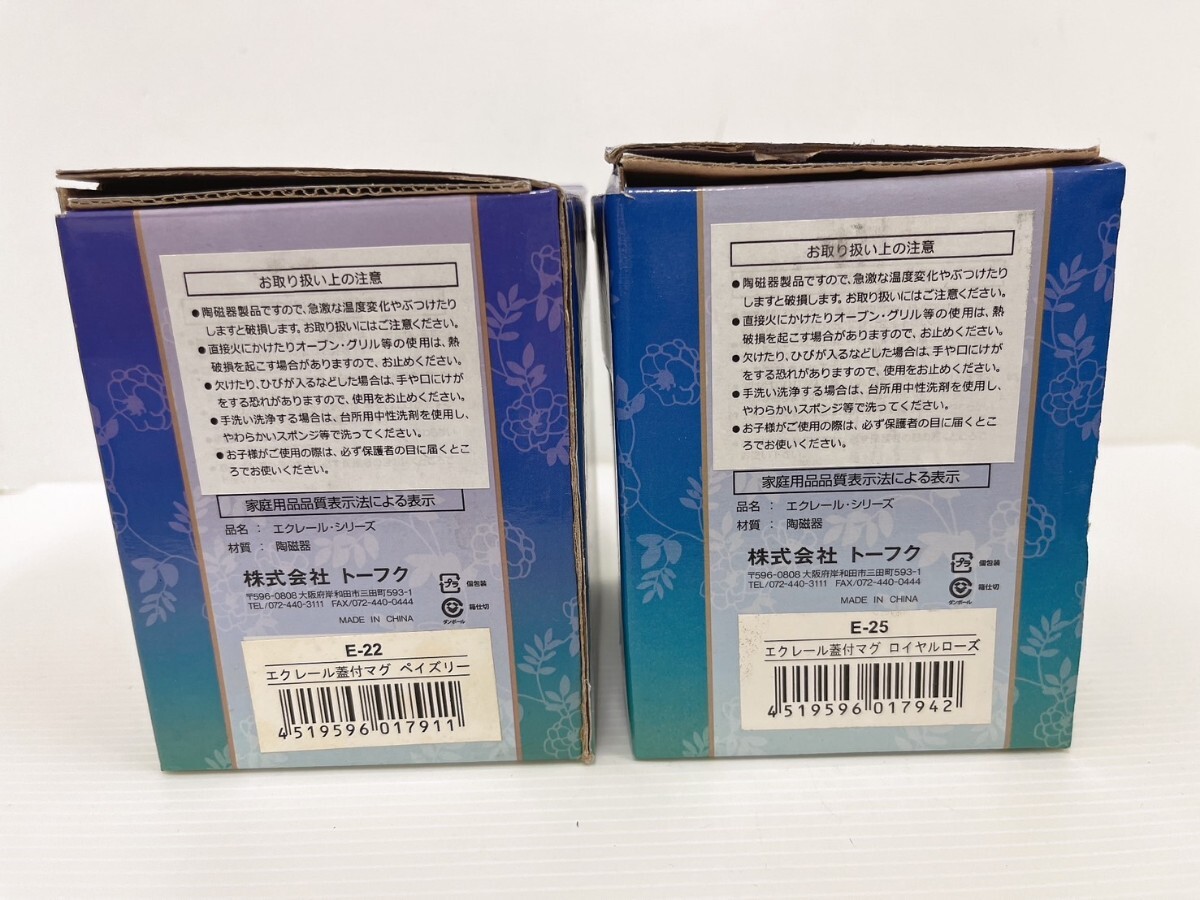 お取り扱い上の注意
●陶磁器製品ですので、急激な温度変化やぶつけたり
しますと破損します。お取り扱いにはご注意ください。
●直接火にかけたりオーブン・グリル等の使用は、熱
破損を起こす場合がありますので、お止めください。
●欠けたり、ひびが入るなどした場合は、手や口にけが
をする恐れがありますので、使用をお止めください。
●手洗い洗浄する場合は、台所用中性洗剤を使用し、
やわらかいスポンジ等で洗ってください。
●お子様がご使用の際は、必ず保護者の目に届くとこ
ろでお使いください。
家庭用品品質表示法による表示
品名 : エクレール・シリーズ
材質 : 陶磁器
株式会社 トーフク
〒596-0808 大阪府岸和田市三田町593-1
TEL/072-440-3111 FAX/072-440-0444
MADE IN CHINA
プラ 個包装
箱仕切
ダンボール
E-22
エクレール蓋付マグ ペイズリー
4519596017911
お取り扱い上の注意
●陶磁器製品ですので、急激な温度変化やぶつけたり
しますと破損します。お取り扱いにはご注意ください。
●直接火にかけたりオーブン・グリル等の使用は、熱
破損を起こす場合がありますので、お止めください。
●欠けたり、ひびが入るなどした場合は、手や口にけが
をする恐れがありますので、使用をお止めください。
●手洗い洗浄する場合は、台所用中性洗剤を使用し、
やわらかいスポンジ等で洗ってください。
●お子様がご使用の際は、必ず保護者の目に届くとこ
ろでお使いください。
家庭用品品質表示法による表示
品名 : エクレール・シリーズ
材質 : 陶磁器
株式会社 トーフク
〒596-0808 大阪府岸和田市三田町593-1
TEL/072-440-3111 FAX/072-440-0444
MADE IN CHINA
プラ 個包装
箱仕切
ダンボール
E-25
エクレール蓋付マグ ロイヤルローズ
4519596017942